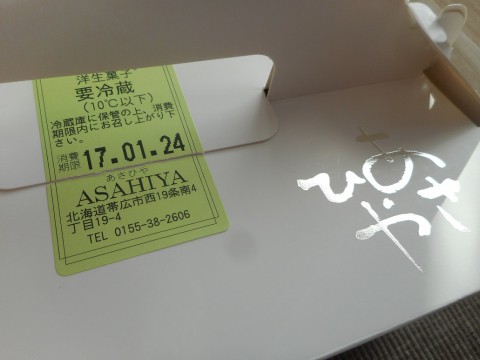 洋生菓子
要冷蔵
(10℃以下)
冷蔵庫に保管の上、消費
期限内にお召し上がり下
さい。
消費
期限 17.01.24
あさひや
ASAHIYA
北海道帯広市西19条南4
丁目19-4
TEL 0155-38-2606
あさ
ひや